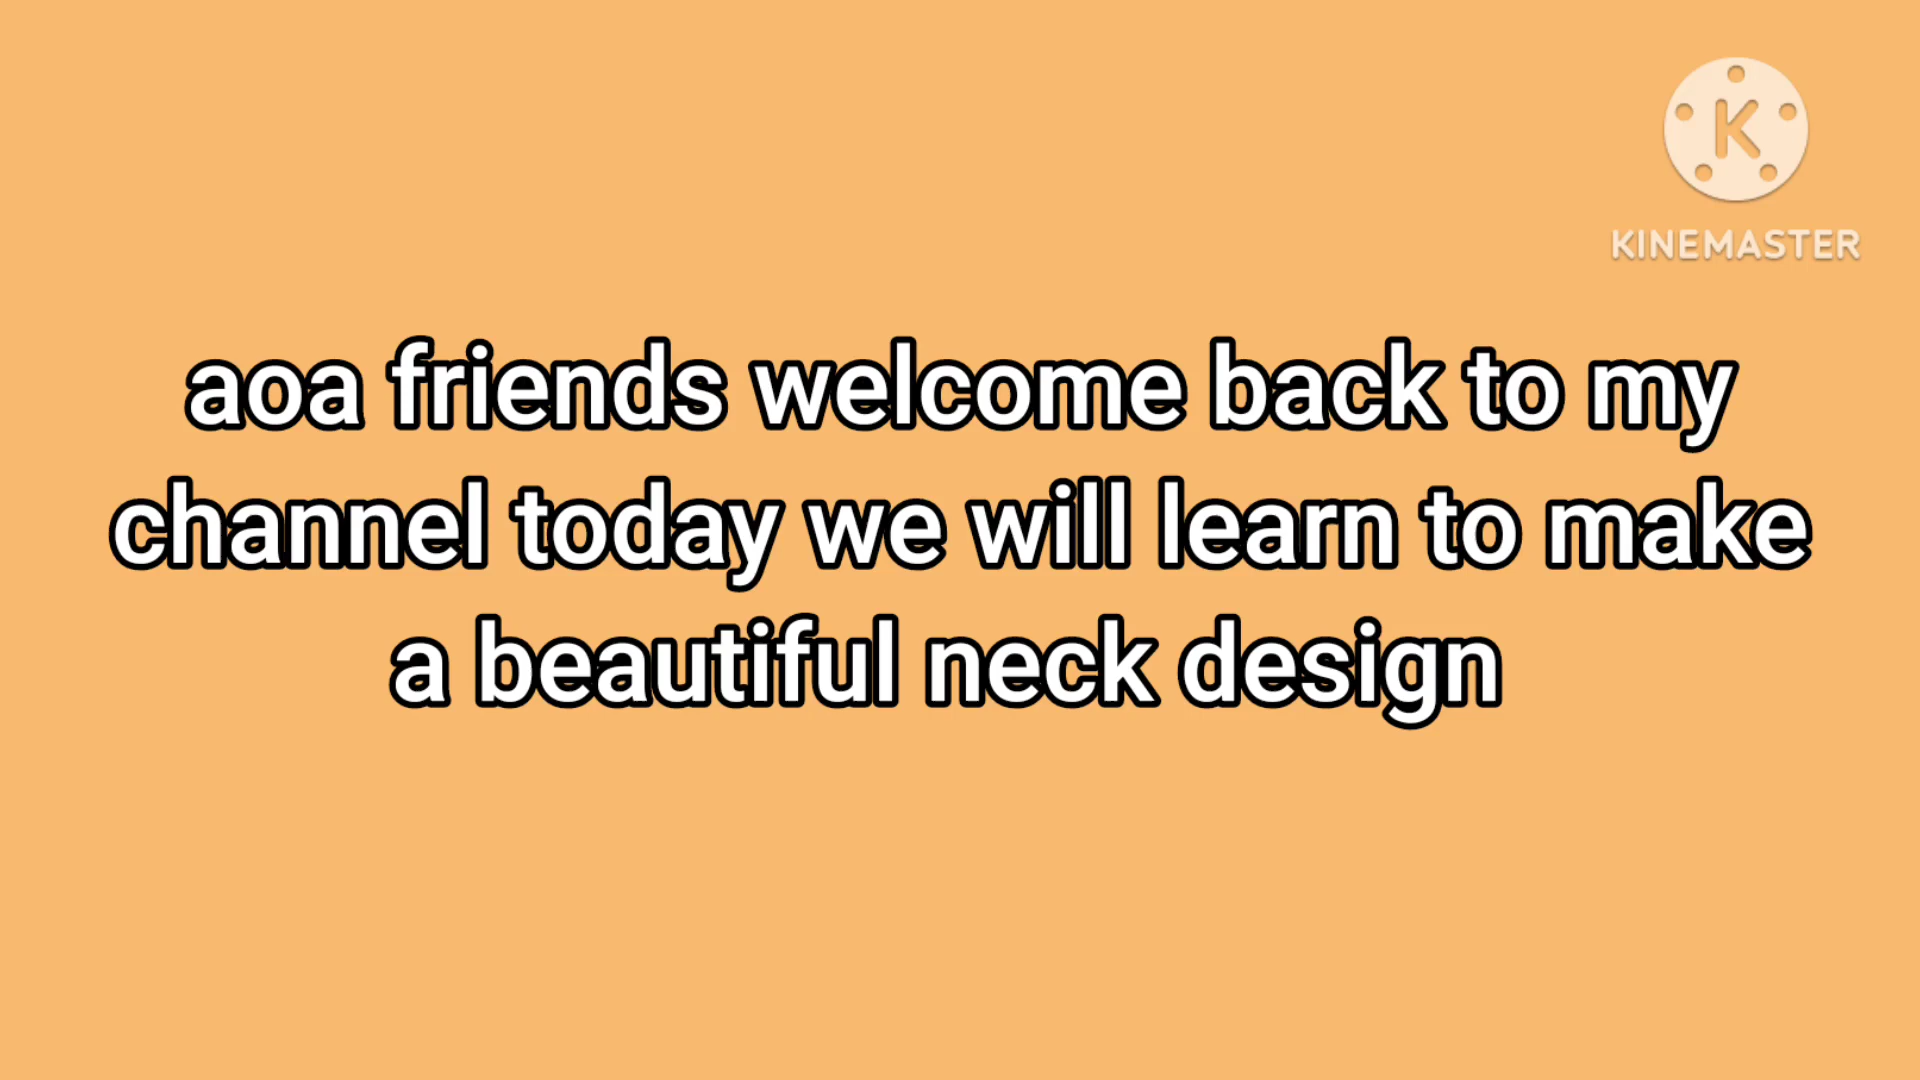 K
KINEMASTER
aoa friends welcome back to my
channel today we will learn to make
a beautiful neck design